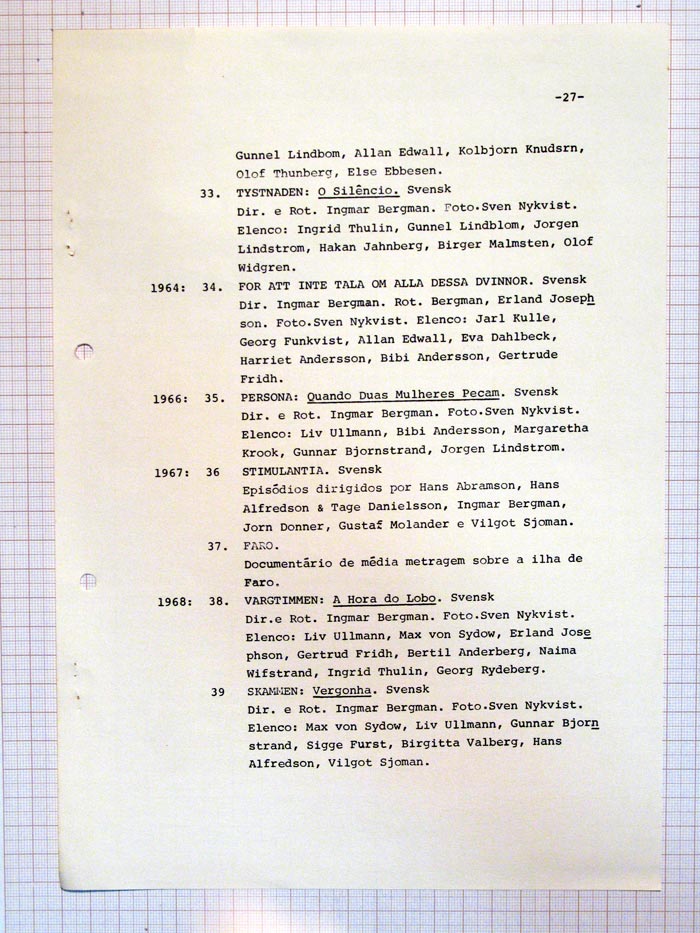 -27-
Gunnel Lindbom, Allan Edwall, Kolbjorn Knudsrn,
Olof Thunberg, Else Ebbesen.
33. TYSTNADEN: O Silêncio. Svensk
Dir. e Rot. Ingmar Bergman. Foto.Sven Nykvist.
Elenco: Ingrid Thulin, Gunnel Lindblom, Jorgen
Lindstrom, Hakan Jahnberg, Birger Malmsten, Olof
Widgren.
1964: 34. FOR ATT INTE TALA OM ALLA DESSA DVINNOR. Svensk
Dir. Ingmar Bergman. Rot. Bergman, Erland Joseph
son. Foto.Sven Nykvist. Elenco: Jarl Kulle,
Georg Funkvist, Allan Edwall, Eva Dahlbeck,
Harriet Andersson, Bibi Andersson, Gertrude
Fridh.
1966: 35. PERSONA: Quando Duas Mulheres Pecam. Svensk
Dir. e Rot. Ingmar Bergman. Foto.Sven Nykvist.
Elenco: Liv Ullmann, Bibi Andersson, Margaretha
Krook, Gunnar Bjornstrand, Jorgen Lindstrom.
1967: 36 STIMULANTIA. Svensk
Episódios dirigidos por Hans Abramson, Hans
Alfredson & Tage Danielsson, Ingmar Bergman,
Jorn Donner, Gustaf Molander e Vilgot Sjoman.
37. FARO.
Documentário de média metragem sobre a ilha de
Faro.
1968: 38. VARGTIMMEN: A Hora do Lobo. Svensk
Dir.e Rot. Ingmar Bergman. Foto.Sven Nykvist.
Elenco: Liv Ullmann, Max von Sydow, Erland Jose
phson, Gertrud Fridh, Bertil Anderberg, Naima
Wifstrand, Ingrid Thulin, Georg Rydeberg.
39 SKAMMEN: Vergonha. Svensk
Dir. e Rot. Ingmar Bergman. Foto.Sven Nykvist.
Elenco: Max von Sydow, Liv Ullmann, Gunnar Bjorn
strand, Sigge Furst, Birgitta Valberg, Hans
Alfredson, Vilgot Sjoman.